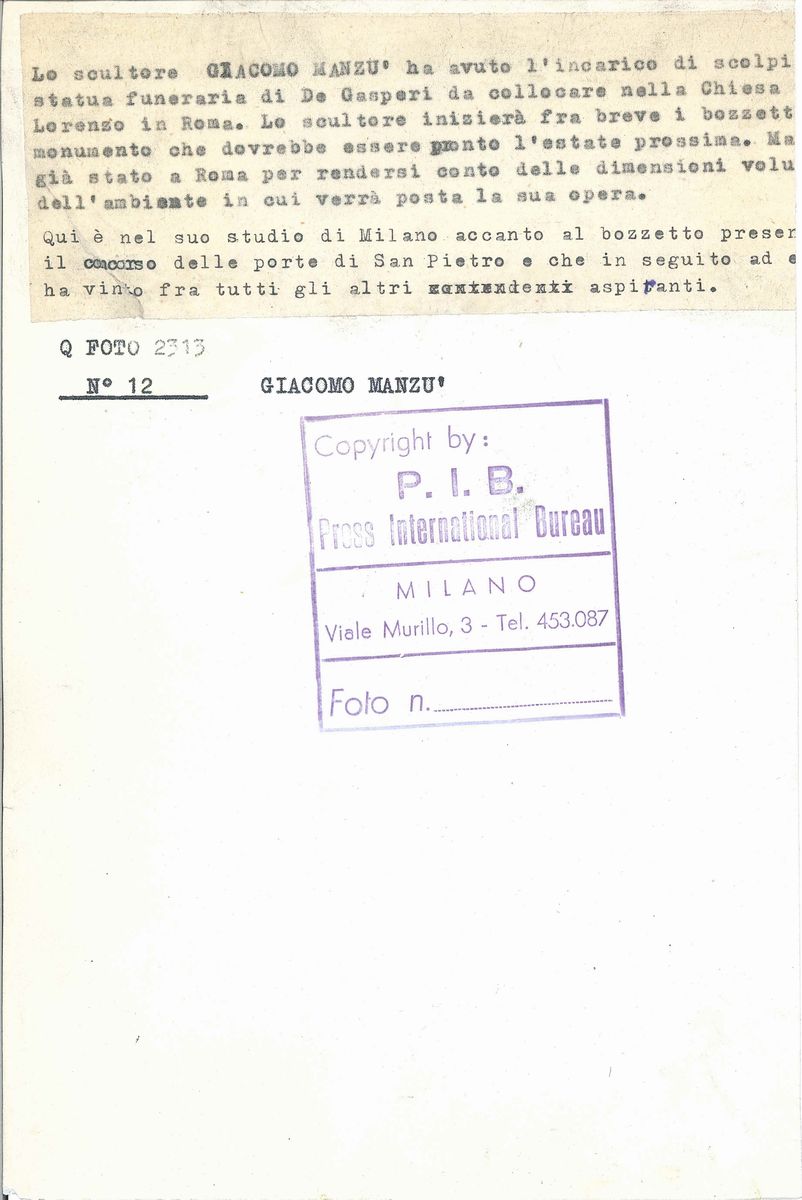 Lo scultore GIACOMO MANZU' ha avuto l'incarico di scolpi
statua funeraria di De Gasperi da collocare nella Chiesa
Lorenzo in Roma. Lo scultore inizierà fra breve i bozzett
monumento che dovrebbe essere pronto l'estate prossima. Ma
già stato a Roma per rendersi conto delle dimensioni volu
dell'ambiente in cui verrà posta la sua opera.
Qui è nel suo studio di Milano accanto al bozzetto presen
il concorso delle porte di San Pietro e che in seguito ad e
ha vinto fra tutti gli altri contendenti aspiranti.
Q FOTO 2313
N° 12 GIACOMO MANZU'
Copyright by:
P. I. B.
Press International Bureau
MILANO
Viale Murillo, 3 - Tel. 453.087
Foto n.